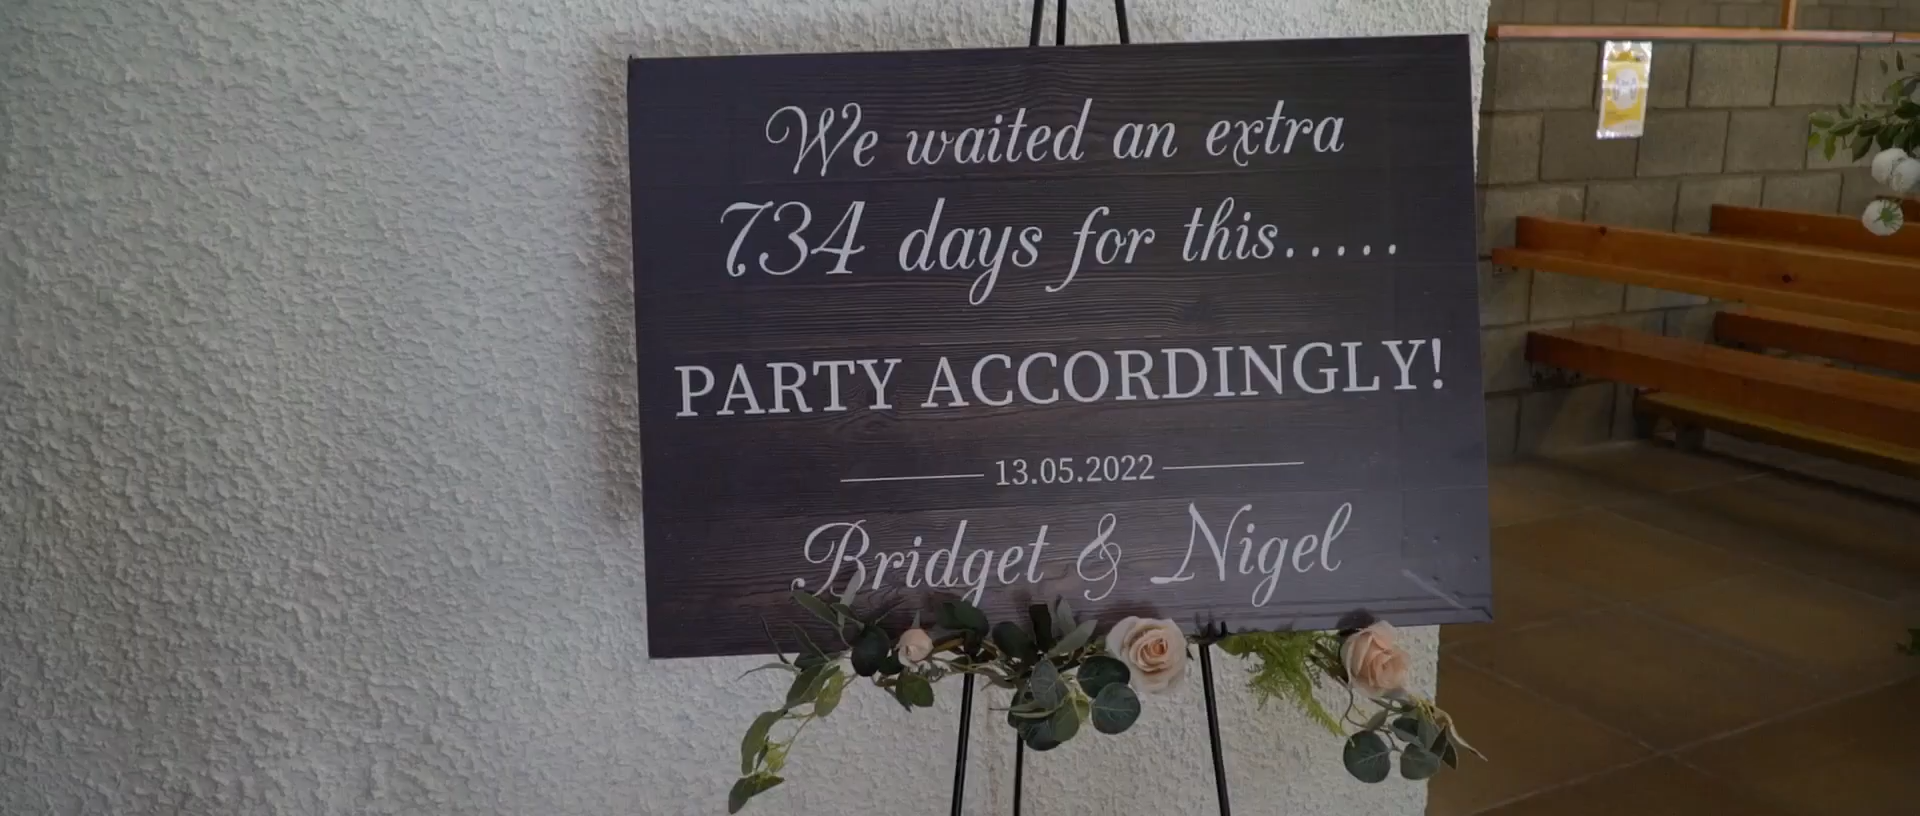 We waited an extra
734 days for this.....
PARTY ACCORDINGLY!
13.05.2022
Bridget & Nigel